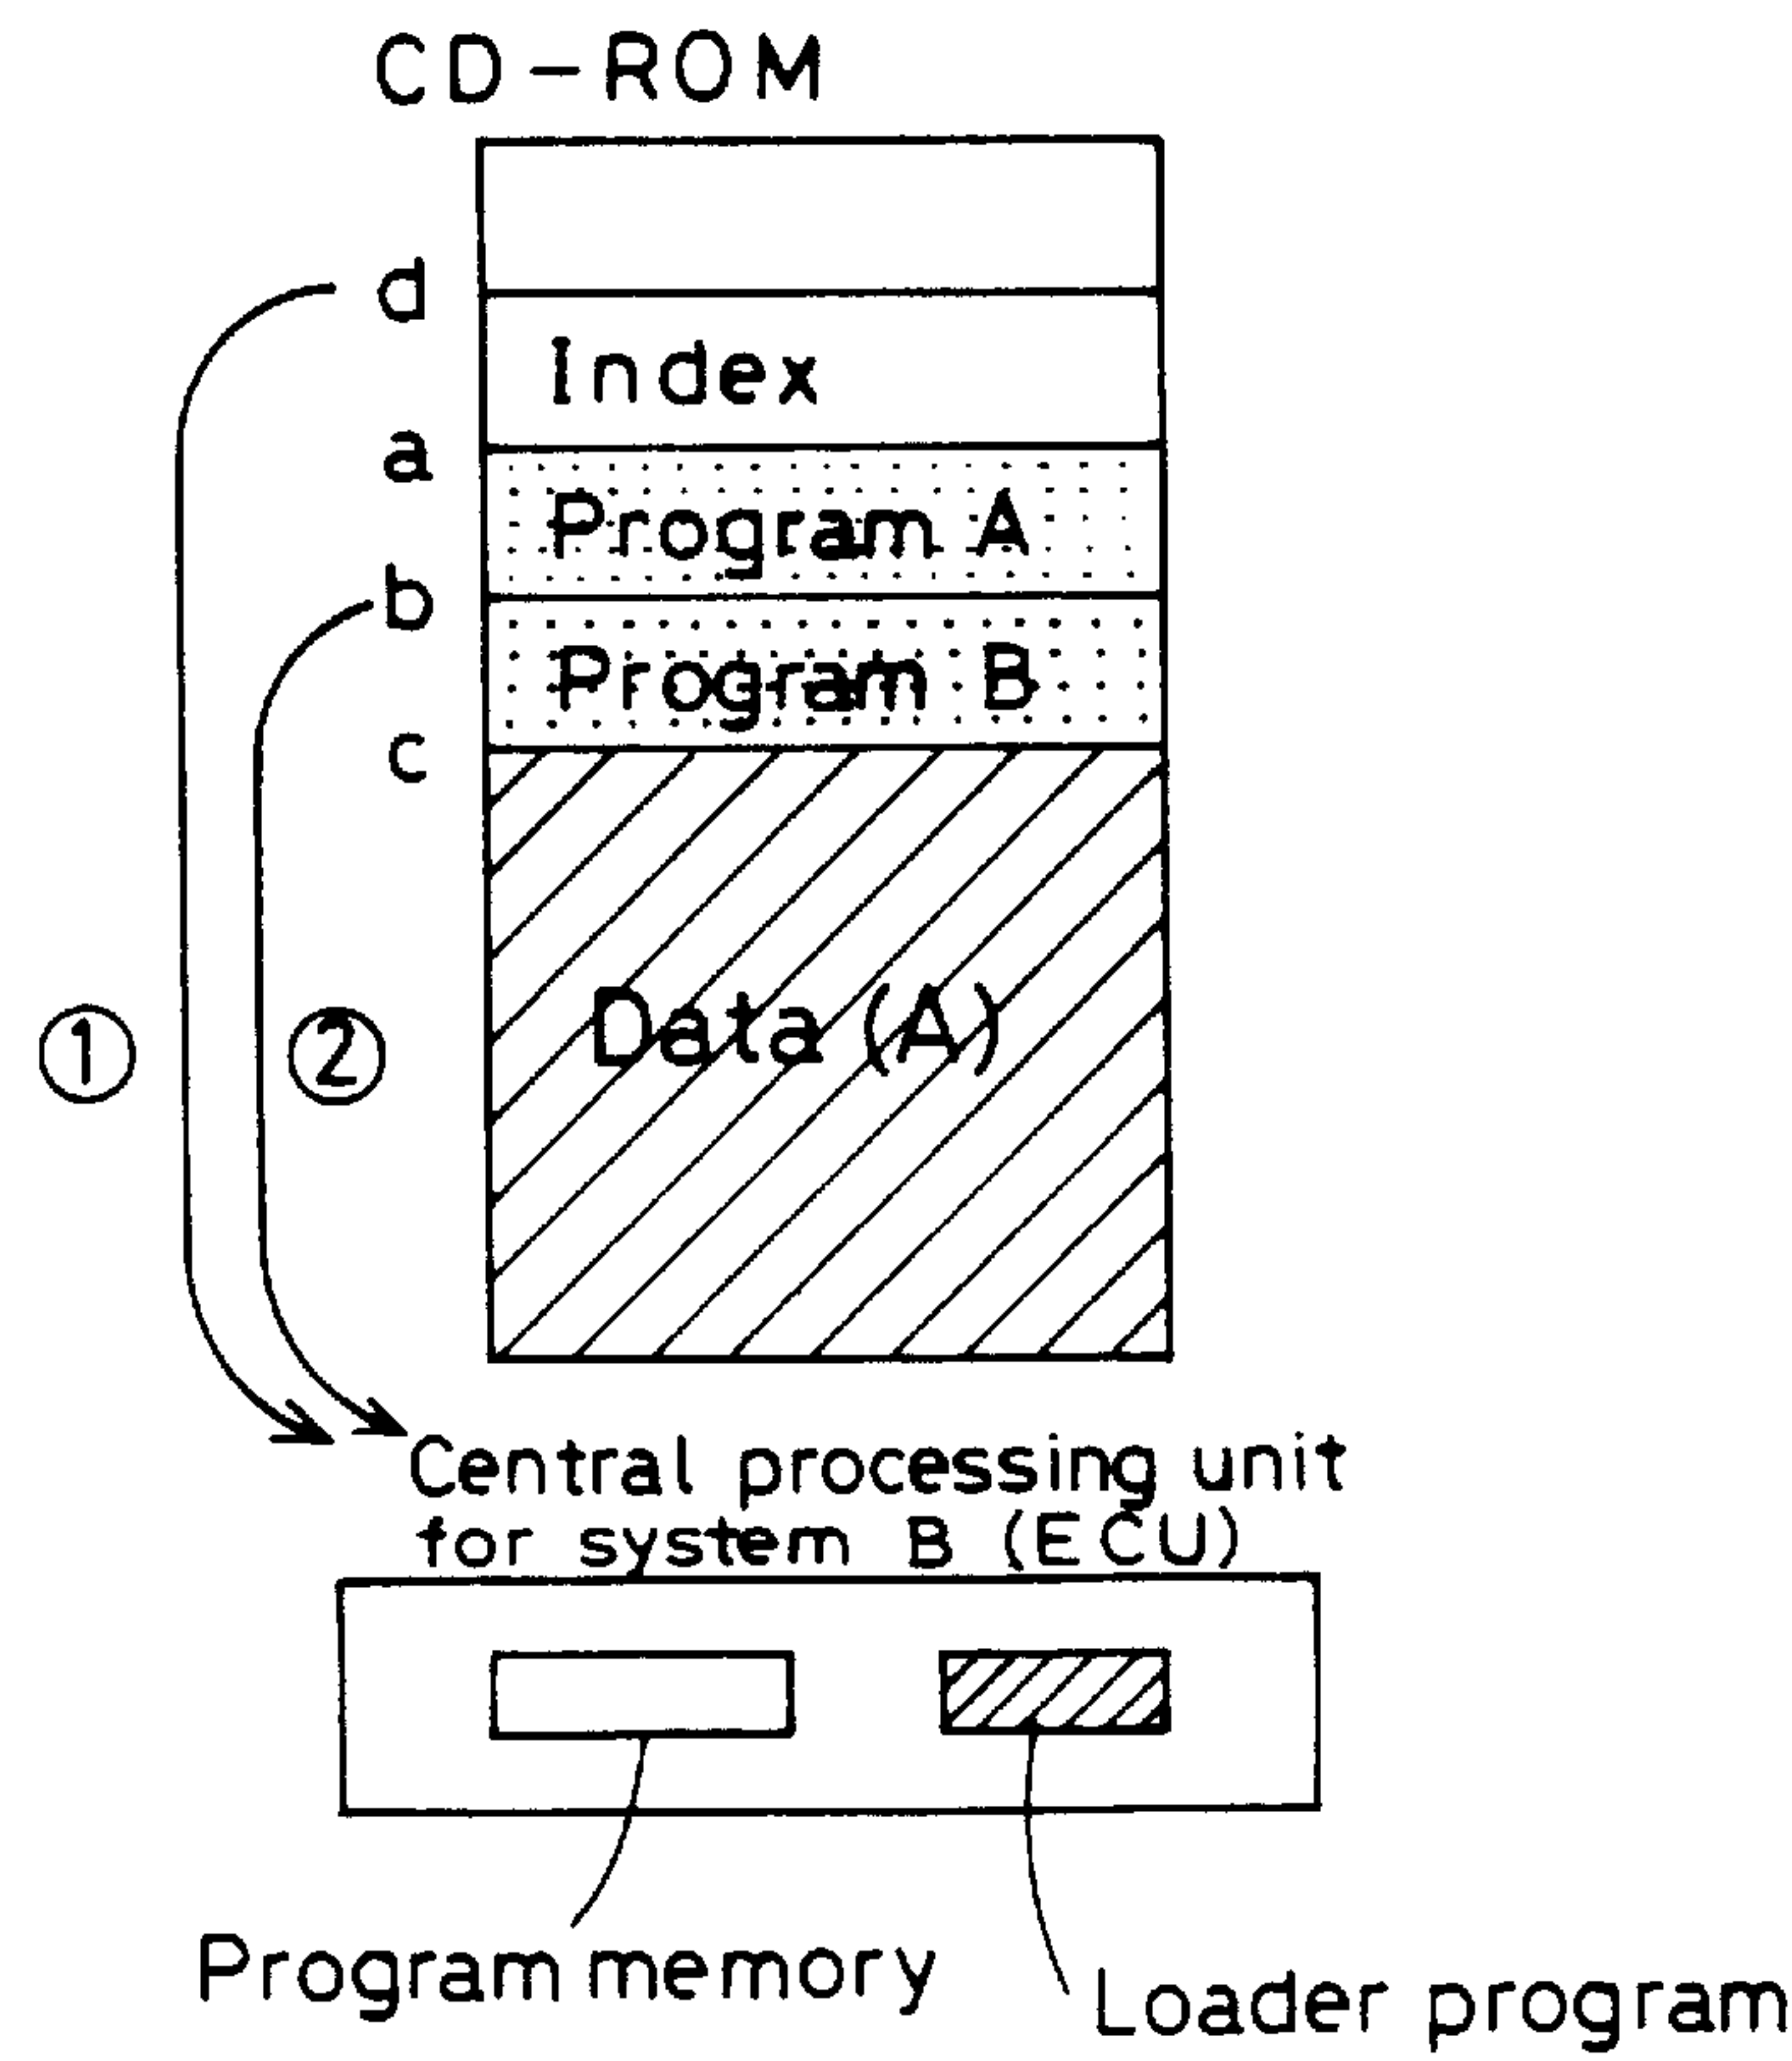 CD-ROM
d
Index
a
Program A
b
Program B
c
① ② Data (A)
Central processing unit
for system B (ECU)
Program memory
Loader program